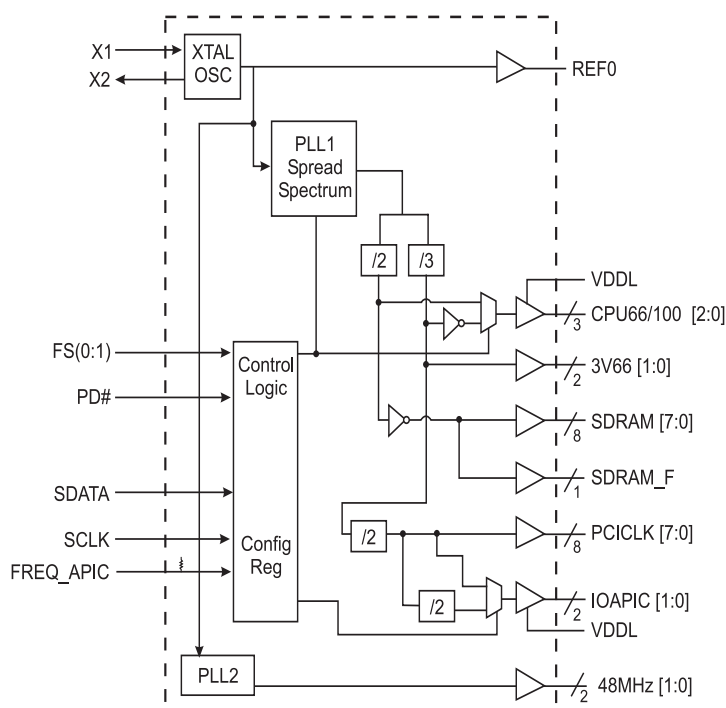 X1
X2
XTAL
OSC
REF0
PLL1
Spread
Spectrum
/2
/3
VDDL
CPU66/100 [2:0]
3
FS(0:1)
Control
Logic
3V66 [1:0]
2
PD#
SDRAM [7:0]
8
SDATA
SDRAM_F
1
SCLK
Config
Reg
/2
PCICLK [7:0]
8
FREQ_APIC
/2
IOAPIC [1:0]
2
VDDL
PLL2
48MHz [1:0]
2